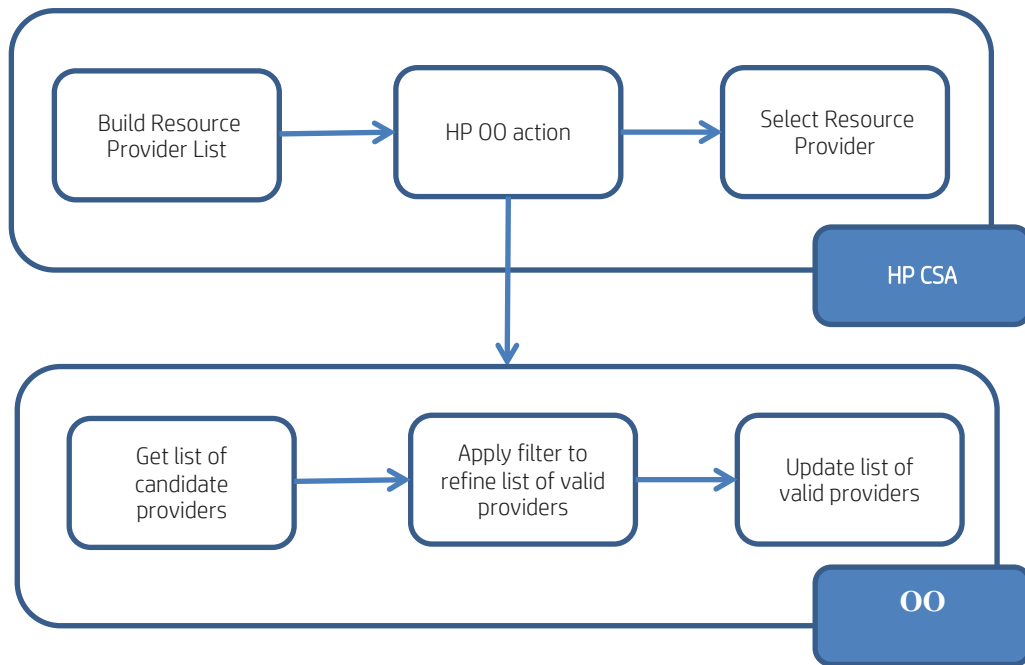 Build Resource
Provider List
HP OO action
Select Resource
Provider
HP CSA
Get list of
candidate
providers
Apply filter to
refine list of valid
providers
Update list of
valid providers
OO